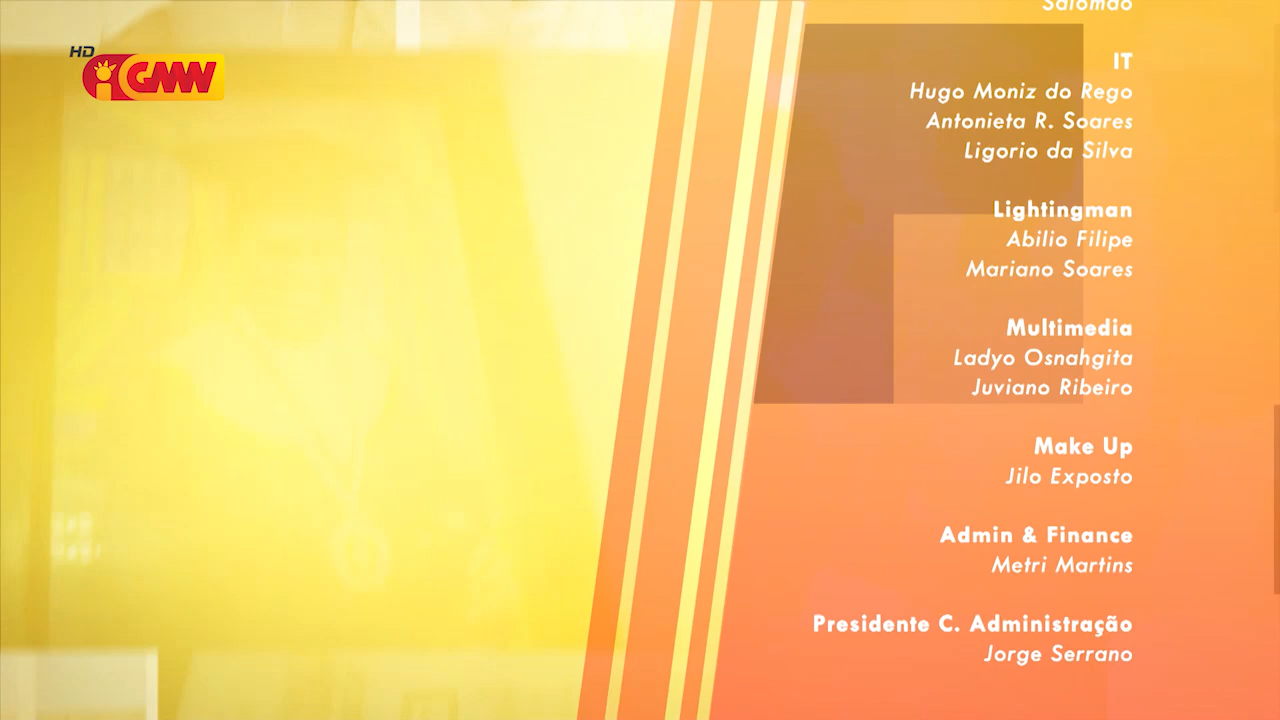 HD
GMN
Salomão
IT
Hugo Moniz do Rego
Antonieta R. Soares
Ligorio da Silva
Lightingman
Abilio Filipe
Mariano Soares
Multimedia
Ladyo Osnahgita
Juviano Ribeiro
Make Up
Jilo Exposto
Admin & Finance
Metri Martins
Presidente C. Administração
Jorge Serrano